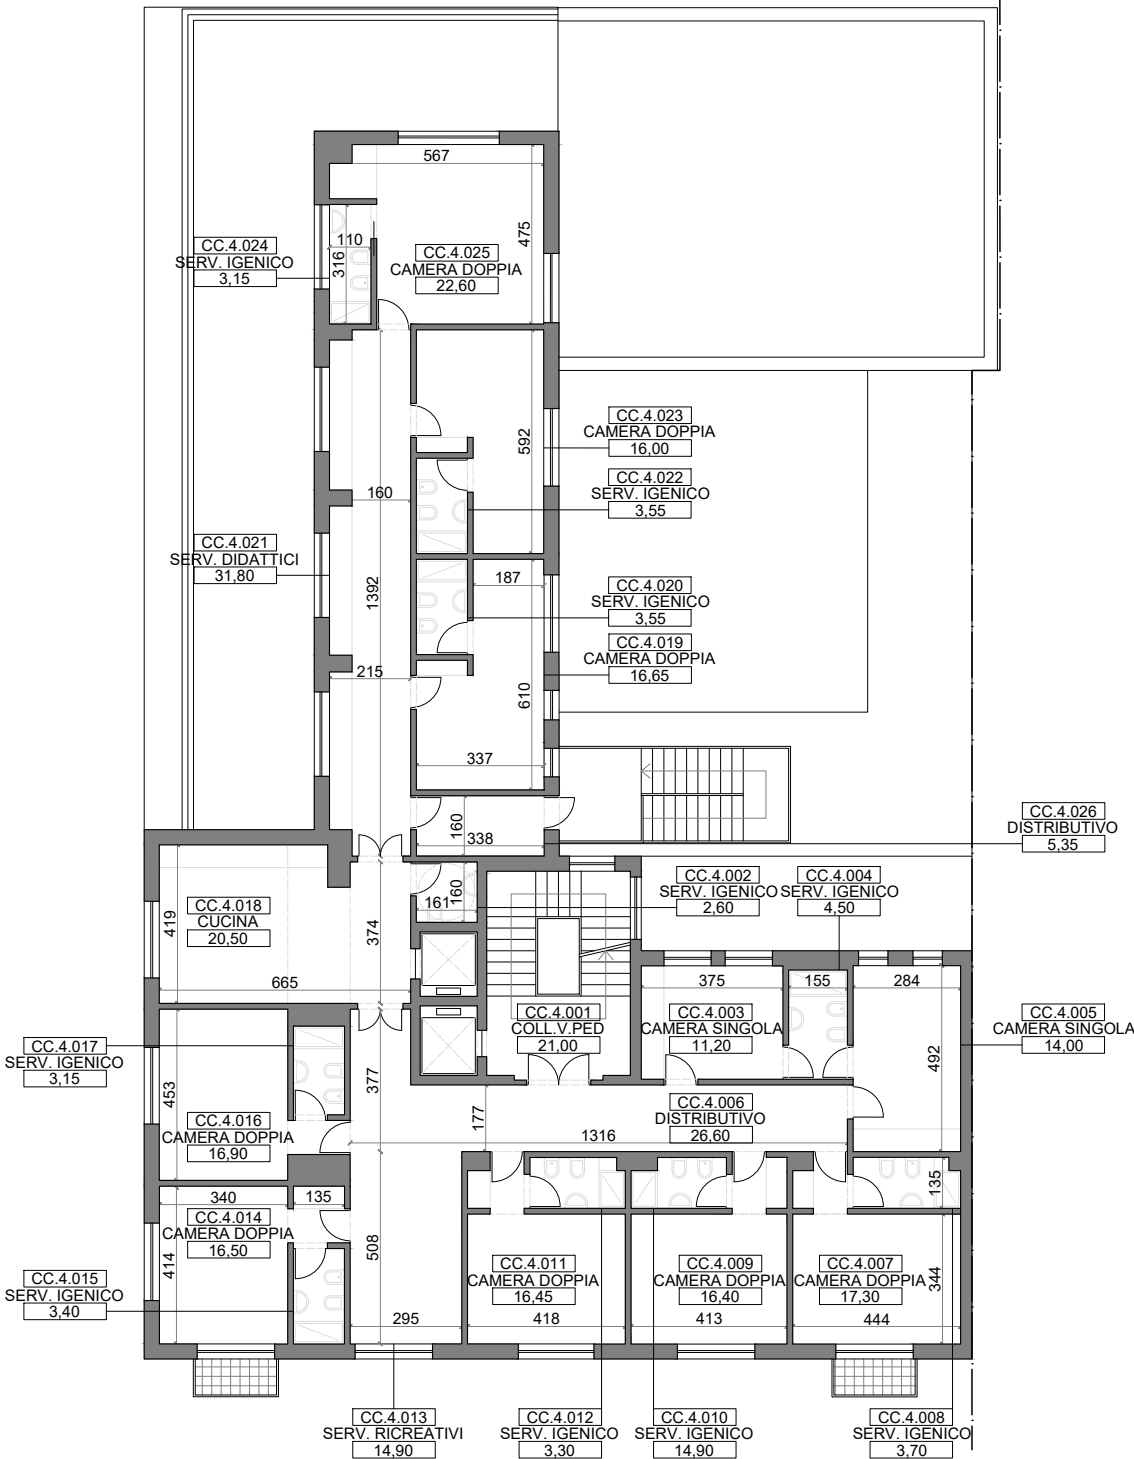 567
475
CC.4.024
SERV. IGENICO
3,15
110
316
CC.4.025
CAMERA DOPPIA
22,60
CC.4.023
CAMERA DOPPIA
16,00
592
CC.4.022
SERV. IGENICO
3,55
160
CC.4.021
SERV. DIDATTICI
31,80
1392
187
CC.4.020
SERV. IGENICO
3,55
CC.4.019
CAMERA DOPPIA
16,65
215
610
337
160
338
CC.4.026
DISTRIBUTIVO
5,35
CC.4.002
SERV. IGENICO
2,60
CC.4.004
SERV. IGENICO
4,50
161
160
CC.4.018
CUCINA
20,50
419
374
665
375
155
284
CC.4.001
COLL.V.PED
21,00
CC.4.003
CAMERA SINGOLA
11,20
CC.4.005
CAMERA SINGOLA
14,00
492
CC.4.017
SERV. IGENICO
3,15
453
377
CC.4.016
CAMERA DOPPIA
16,90
177
CC.4.006
DISTRIBUTIVO
26,60
1316
340
135
135
CC.4.014
CAMERA DOPPIA
16,50
414
508
CC.4.015
SERV. IGENICO
3,40
CC.4.011
CAMERA DOPPIA
16,45
418
CC.4.009
CAMERA DOPPIA
16,40
413
CC.4.007
CAMERA DOPPIA
17,30
444
344
295
CC.4.013
SERV. RICREATIVI
14,90
CC.4.012
SERV. IGENICO
3,30
CC.4.010
SERV. IGENICO
14,90
CC.4.008
SERV. IGENICO
3,70